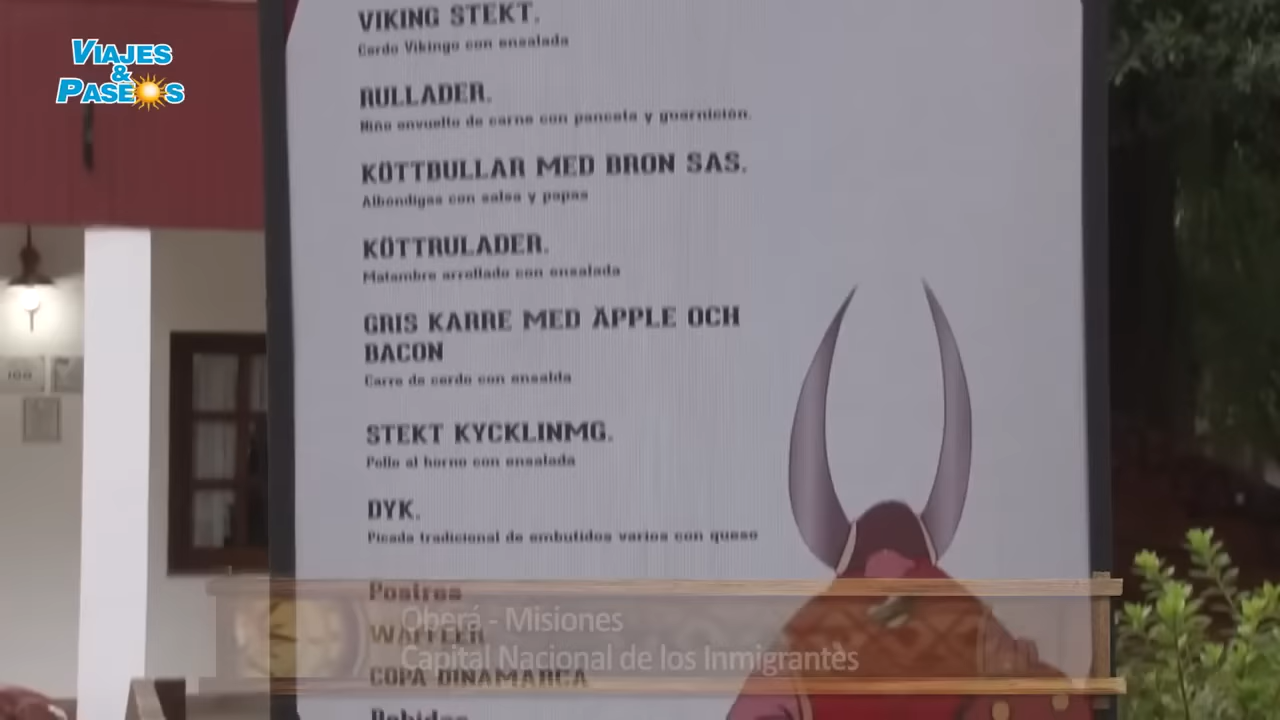 VIAJES
&
PASEOS
VIKING STEKT.
Cerdo Vikingo con ensalada
RULLADER.
Niño envuelto de carne con panceta y guarnición.
KÖTTBULLAR MED BRON SAS.
Albondigas con salsa y papas
KÖTTRULADER.
Matambre arrollado con ensalada
GRIS KARRE MED ÄPPLE OCH
BACON
Carre de cerdo con ensalda
STEKT KYCKLINMG.
Pollo al horno con ensalada
DYK.
Picada tradicional de embutidos varios con queso
Postres
WAFFLER
COPA DINAMARCA
Bebidas
Oberá - Misiones
Capital Nacional de los Inmigrantes